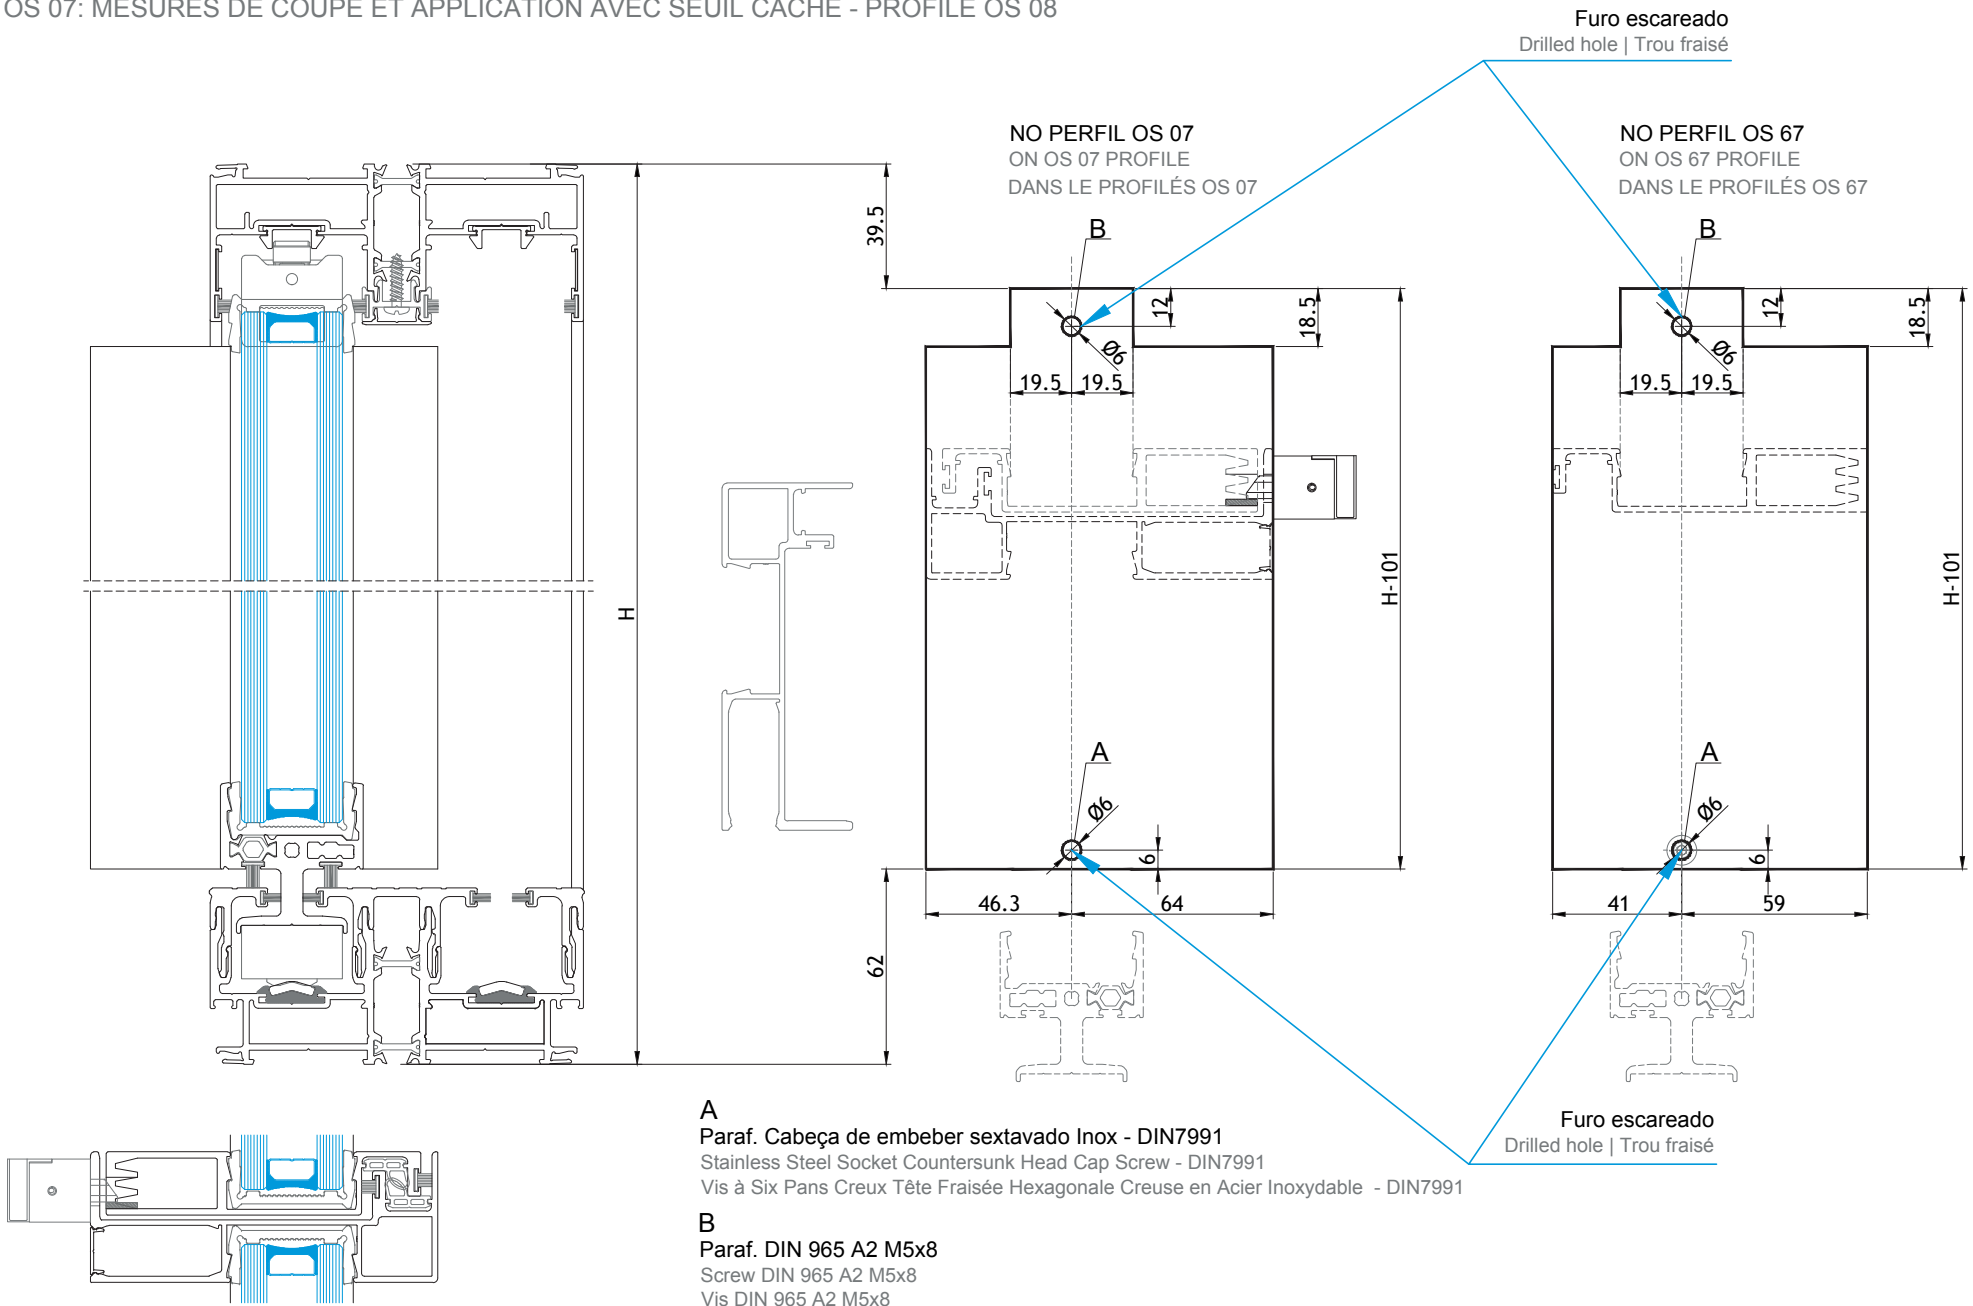 OS 07: MESURES DE COUPE ET APPLICATION AVEC SEUIL CACHÉ - PROFILÉ OS 08
Furo escareado
Drilled hole | Trou fraisé
NO PERFIL OS 07
ON OS 07 PROFILE
DANS LE PROFILÉS OS 07
NO PERFIL OS 67
ON OS 67 PROFILE
DANS LE PROFILÉS OS 67
39.5
B
12
18.5
Ø6
19.5
19.5
H-101
B
12
18.5
Ø6
19.5
19.5
H-101
H
A
Ø6
6
46.3
64
62
A
Ø6
6
41
59
Furo escareado
Drilled hole | Trou fraisé
A
Paraf. Cabeça de embeber sextavado Inox - DIN7991
Stainless Steel Socket Countersunk Head Cap Screw - DIN7991
Vis à Six Pans Creux Tête Fraisée Hexagonale Creuse en Acier Inoxydable - DIN7991
B
Paraf. DIN 965 A2 M5x8
Screw DIN 965 A2 M5x8
Vis DIN 965 A2 M5x8